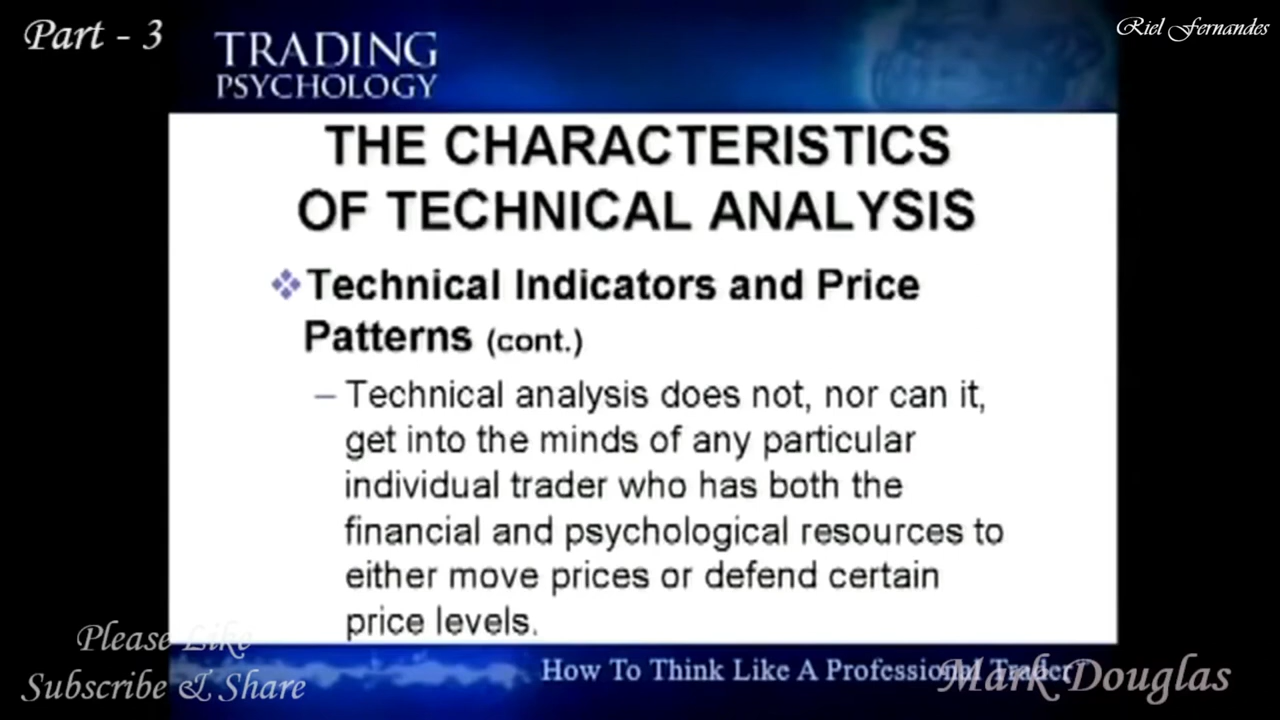 Part - 3
Riel Fernandes
TRADING
PSYCHOLOGY
THE CHARACTERISTICS
OF TECHNICAL ANALYSIS
❖ Technical Indicators and Price
Patterns (cont.)
– Technical analysis does not, nor can it,
get into the minds of any particular
individual trader who has both the
financial and psychological resources to
either move prices or defend certain
price levels.
Please Like
Subscribe & Share
How To Think Like A Professional Trader
Mark Douglas